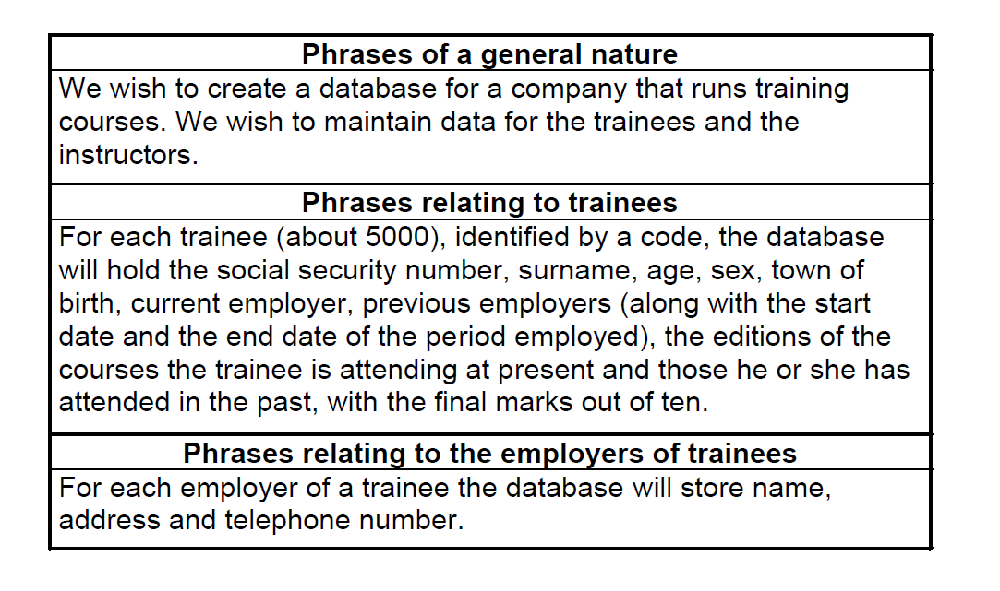 Phrases of a general nature
We wish to create a database for a company that runs training
courses. We wish to maintain data for the trainees and the
instructors.
Phrases relating to trainees
For each trainee (about 5000), identified by a code, the database
will hold the social security number, surname, age, sex, town of
birth, current employer, previous employers (along with the start
date and the end date of the period employed), the editions of the
courses the trainee is attending at present and those he or she has
attended in the past, with the final marks out of ten.
Phrases relating to the employers of trainees
For each employer of a trainee the database will store name,
address and telephone number.